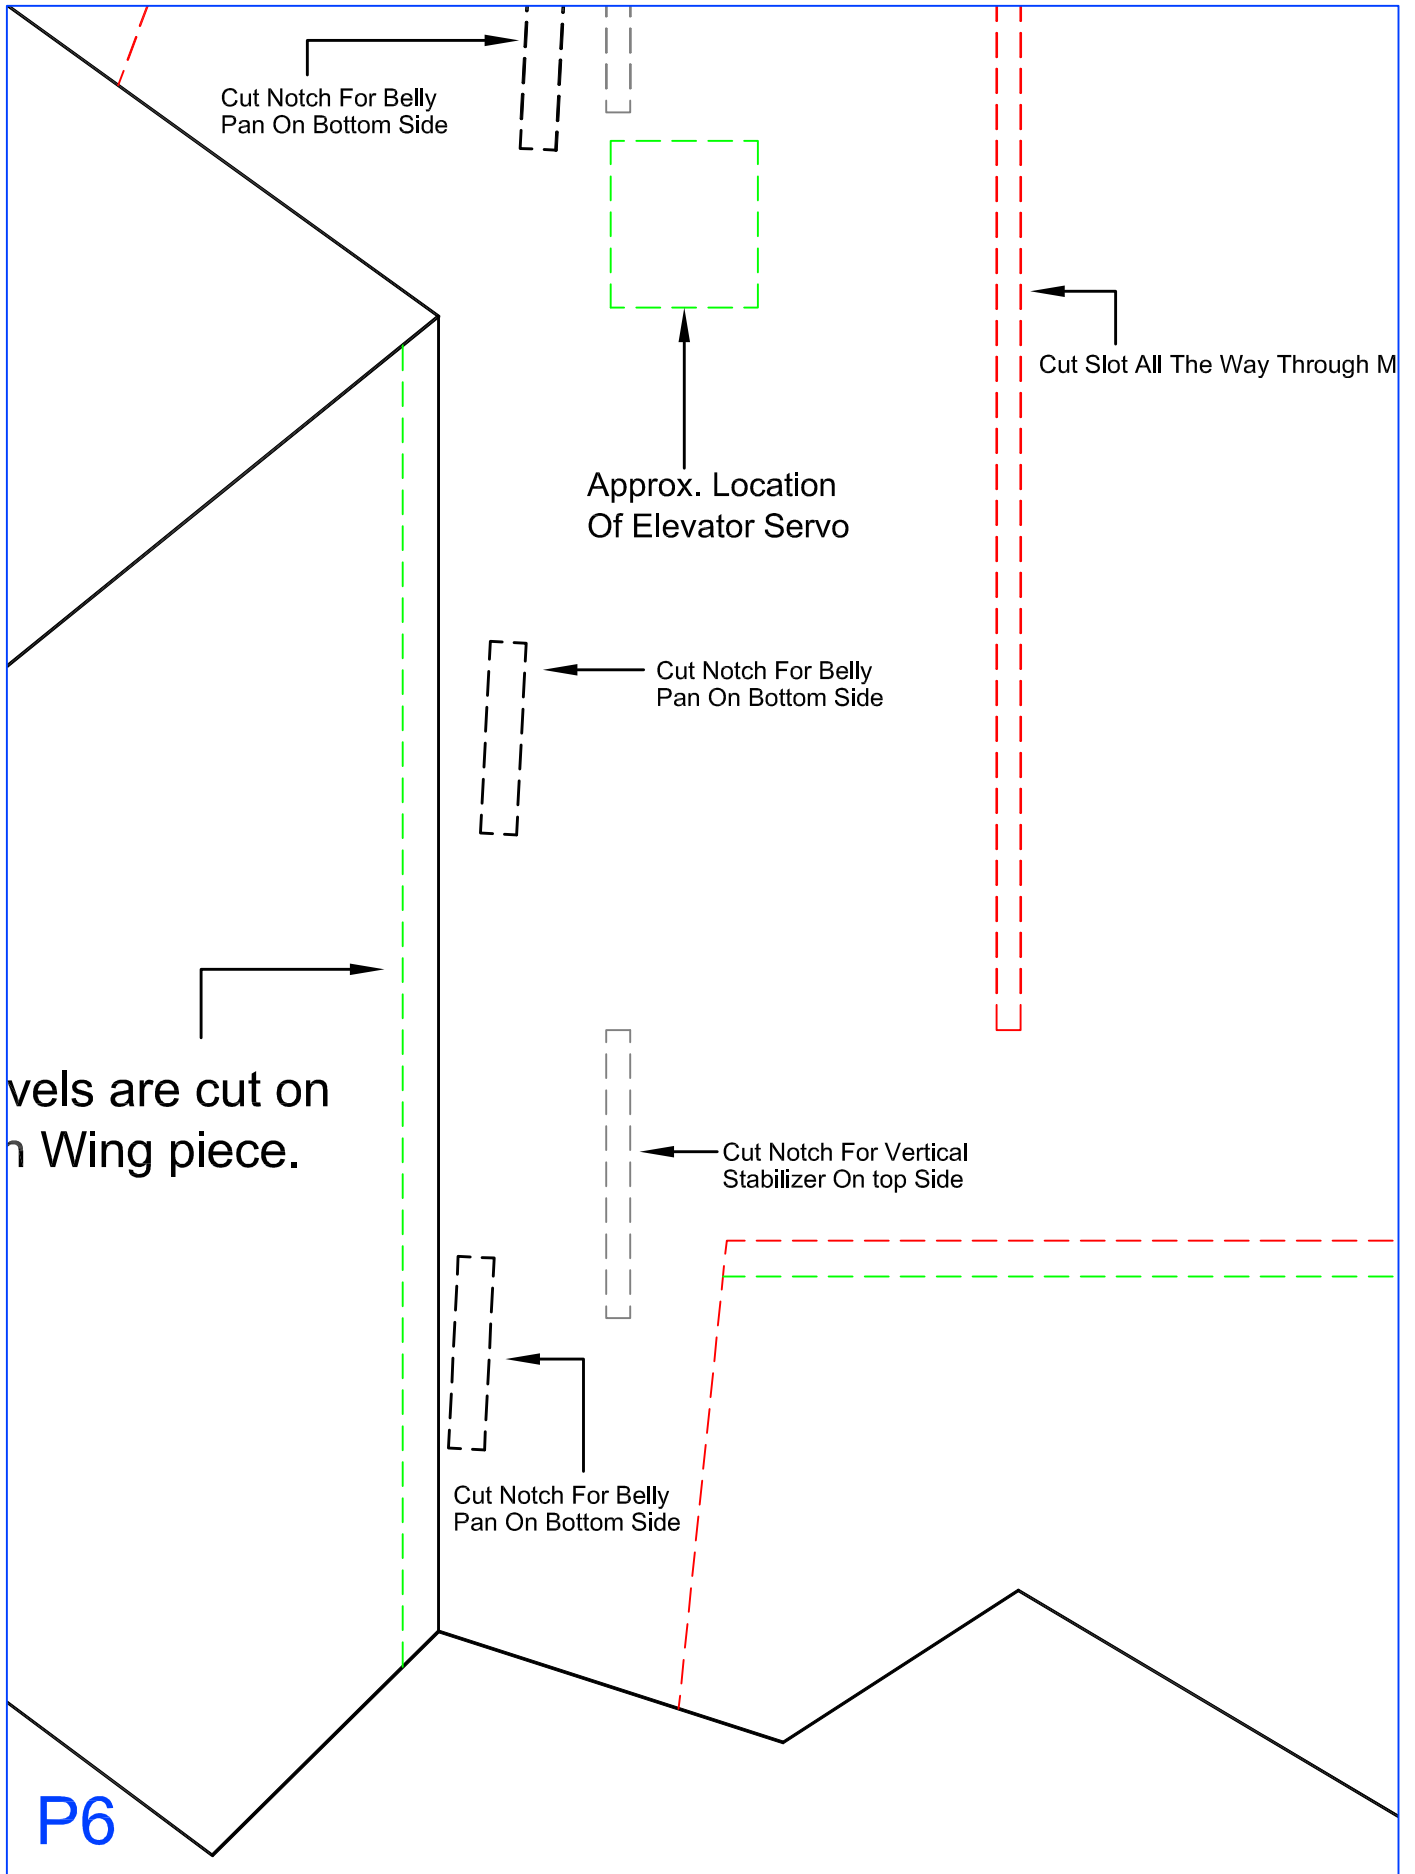 Cut Notch For Belly
Pan On Bottom Side
Cut Slot All The Way Through M
Approx. Location
Of Elevator Servo
Cut Notch For Belly
Pan On Bottom Side
vels are cut on
n Wing piece.
Cut Notch For Vertical
Stabilizer On top Side
Cut Notch For Belly
Pan On Bottom Side
P6